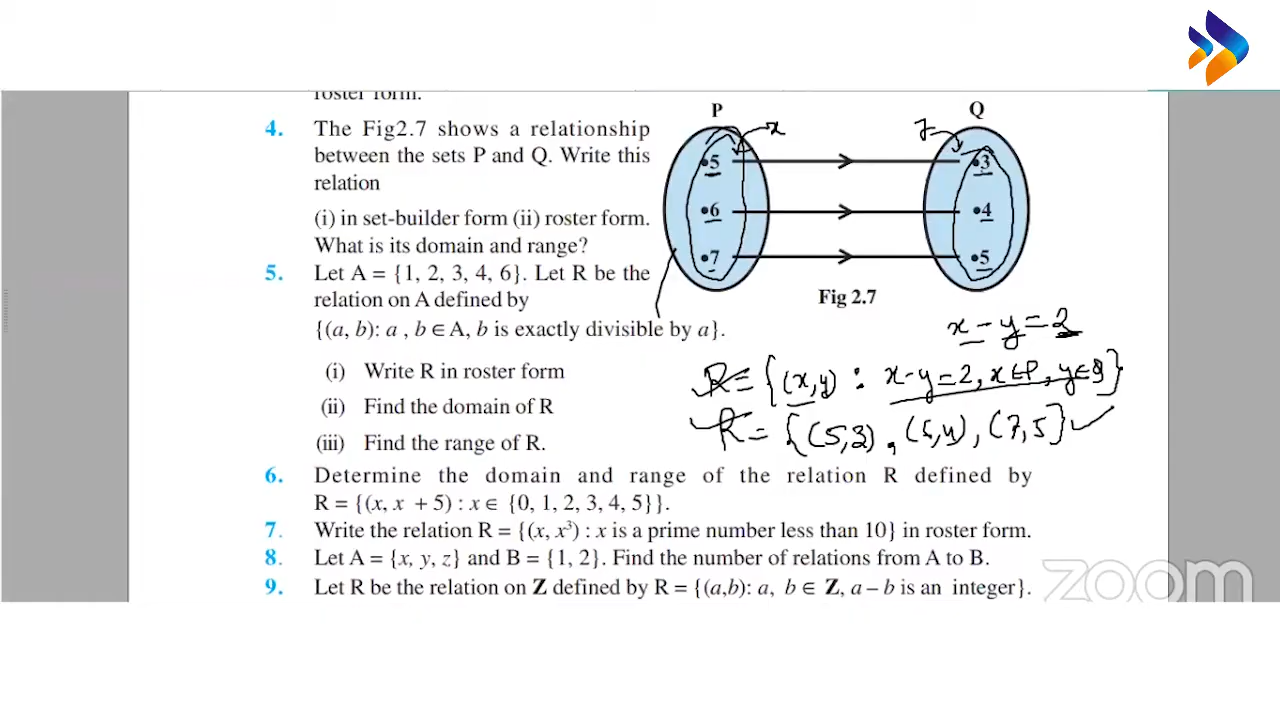 roster form.
4. The Fig2.7 shows a relationship
between the sets P and Q. Write this
relation
(i) in set-builder form (ii) roster form.
What is its domain and range?
P
Q
x
•5
•6
•7
•3
•4
•5
Fig 2.7
5. Let A = {1, 2, 3, 4, 6}. Let R be the
relation on A defined by
{(a, b): a , b ∈ A, b is exactly divisible by a}.
(i) Write R in roster form
(ii) Find the domain of R
(iii) Find the range of R.
x - y = 2
R = {(x, y) : x-y=2, x∈P, y∈Q}
R = {(5,3), (6,4), (7,5)}
6. Determine the domain and range of the relation R defined by
R = {(x, x + 5) : x ∈ {0, 1, 2, 3, 4, 5}}.
7. Write the relation R = {(x, x³) : x is a prime number less than 10} in roster form.
8. Let A = {x, y, z} and B = {1, 2}. Find the number of relations from A to B.
9. Let R be the relation on Z defined by R = {(a,b): a, b ∈ Z, a – b is an integer}.
zoom